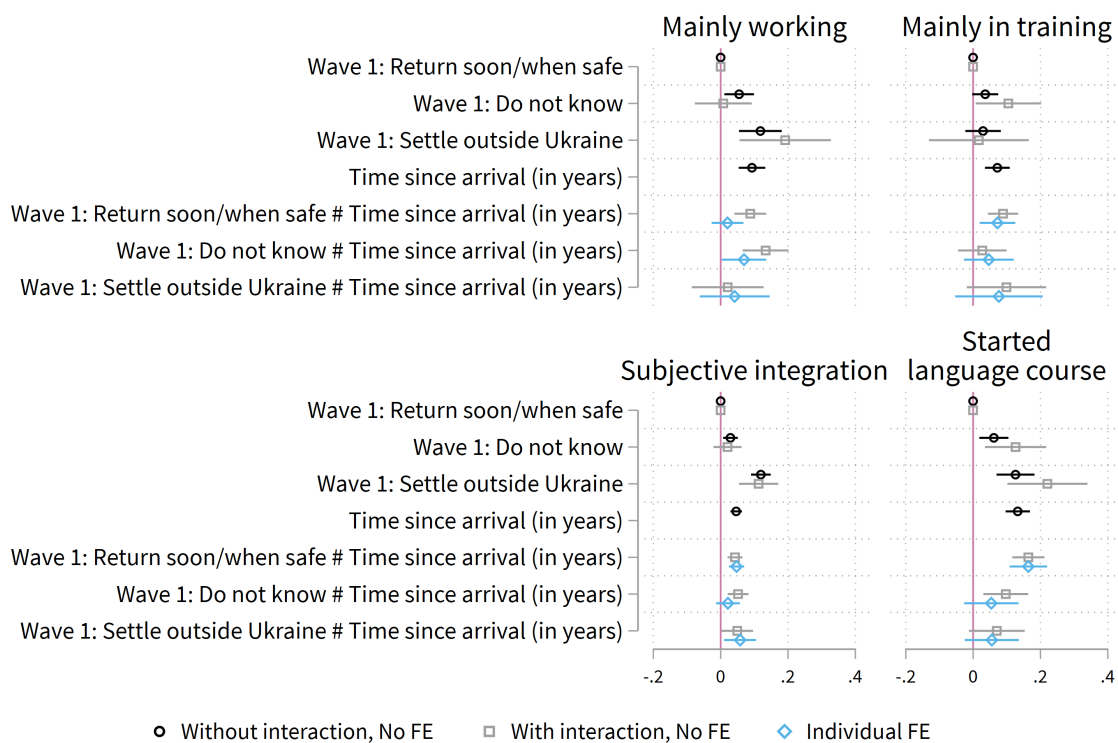 Mainly working Mainly in training
Wave 1: Return soon/when safe
Wave 1: Do not know
Wave 1: Settle outside Ukraine
Time since arrival (in years)
Wave 1: Return soon/when safe # Time since arrival (in years)
Wave 1: Do not know # Time since arrival (in years)
Wave 1: Settle outside Ukraine # Time since arrival (in years)
Subjective integration
Started
language course
Wave 1: Return soon/when safe
Wave 1: Do not know
Wave 1: Settle outside Ukraine
Time since arrival (in years)
Wave 1: Return soon/when safe # Time since arrival (in years)
Wave 1: Do not know # Time since arrival (in years)
Wave 1: Settle outside Ukraine # Time since arrival (in years)
-.2 0 .2 .4 -.2 0 .2 .4
Without interaction, No FE With interaction, No FE Individual FE